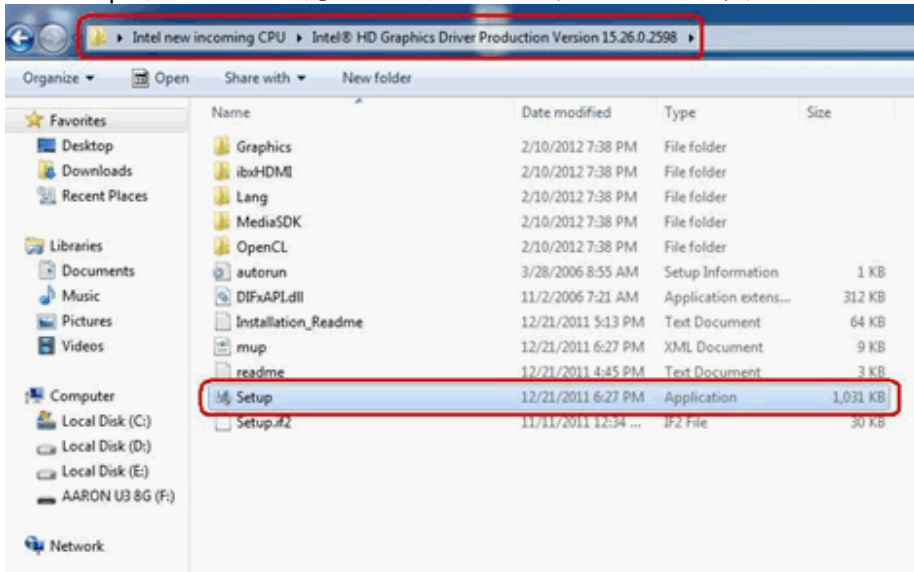 Intel new incoming CPU Intel® HD Graphics Driver Production Version 15.26.0.2598
Organize Open Share with New folder
Name Date modified Type Size
Favorites
Desktop
Downloads
Recent Places
Libraries
Documents
Music
Pictures
Videos
Computer
Local Disk (C:)
Local Disk (D:)
Local Disk (E:)
AARON U3 8G (F:)
Network
Graphics 2/10/2012 7:38 PM File folder
ibxHDMI 2/10/2012 7:38 PM File folder
Lang 2/10/2012 7:38 PM File folder
MediaSDK 2/10/2012 7:38 PM File folder
OpenCL 2/10/2012 7:38 PM File folder
autorun 3/28/2006 8:55 AM Setup Information 1 KB
DIFxAPI.dll 11/2/2006 7:21 AM Application extens... 312 KB
Installation_Readme 12/21/2011 5:13 PM Text Document 64 KB
mup 12/21/2011 6:27 PM XML Document 9 KB
readme 12/21/2011 4:45 PM Text Document 3 KB
Setup 12/21/2011 6:27 PM Application 1,031 KB
Setup.if2 11/11/2011 12:34 ... IF2 File 30 KB